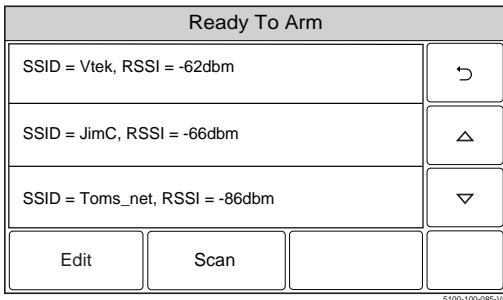 Ready To Arm
SSID = Vtek, RSSI = -62dbm
SSID = JimC, RSSI = -66dbm
SSID = Toms_net, RSSI = -86dbm
Edit
Scan